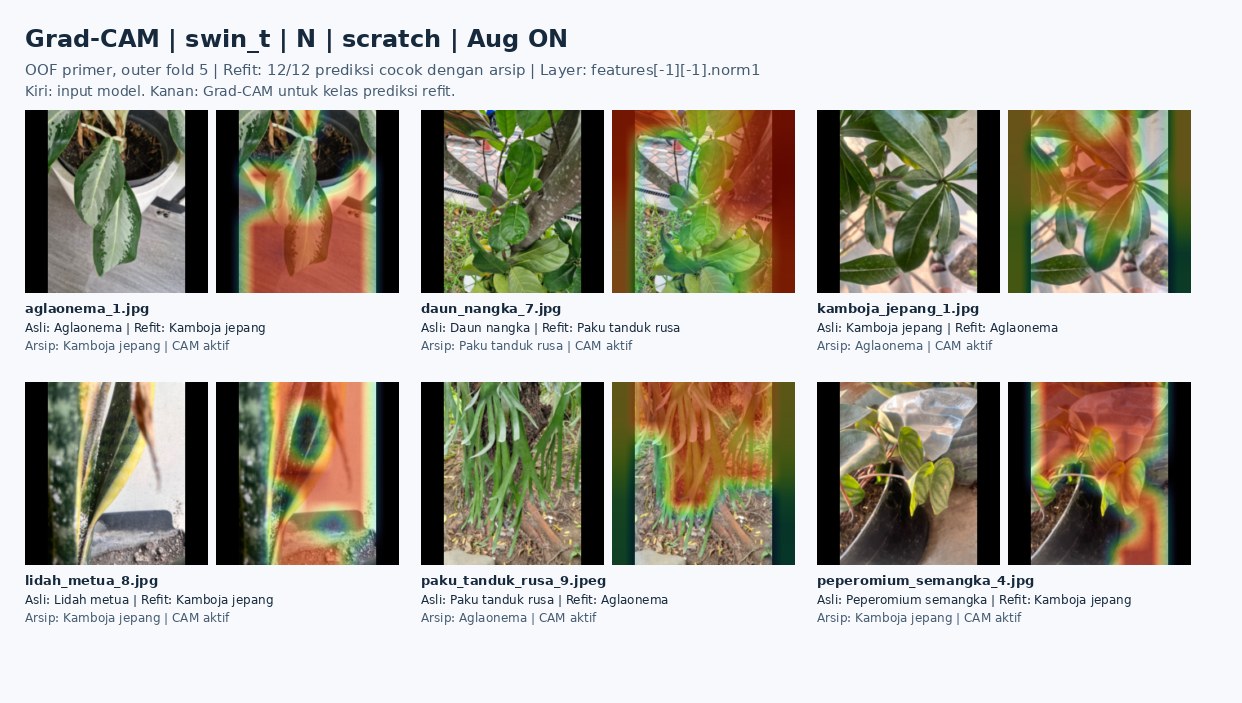 Grad-CAM | swin_t | N | scratch | Aug ON
OOF primer, outer fold 5 | Refit: 12/12 prediksi cocok dengan arsip | Layer: features[-1][-1].norm1
Kiri: input model. Kanan: Grad-CAM untuk kelas prediksi refit.
aglaonema_1.jpg
Asli: Aglaonema | Refit: Kamboja jepang
Arsip: Kamboja jepang | CAM aktif
daun_nangka_7.jpg
Asli: Daun nangka | Refit: Paku tanduk rusa
Arsip: Paku tanduk rusa | CAM aktif
kamboja_jepang_1.jpg
Asli: Kamboja jepang | Refit: Aglaonema
Arsip: Aglaonema | CAM aktif
lidah_metua_8.jpg
Asli: Lidah metua | Refit: Kamboja jepang
Arsip: Kamboja jepang | CAM aktif
paku_tanduk_rusa_9.jpeg
Asli: Paku tanduk rusa | Refit: Aglaonema
Arsip: Aglaonema | CAM aktif
peperomium_semangka_4.jpg
Asli: Peperomium semangka | Refit: Kamboja jepang
Arsip: Kamboja jepang | CAM aktif